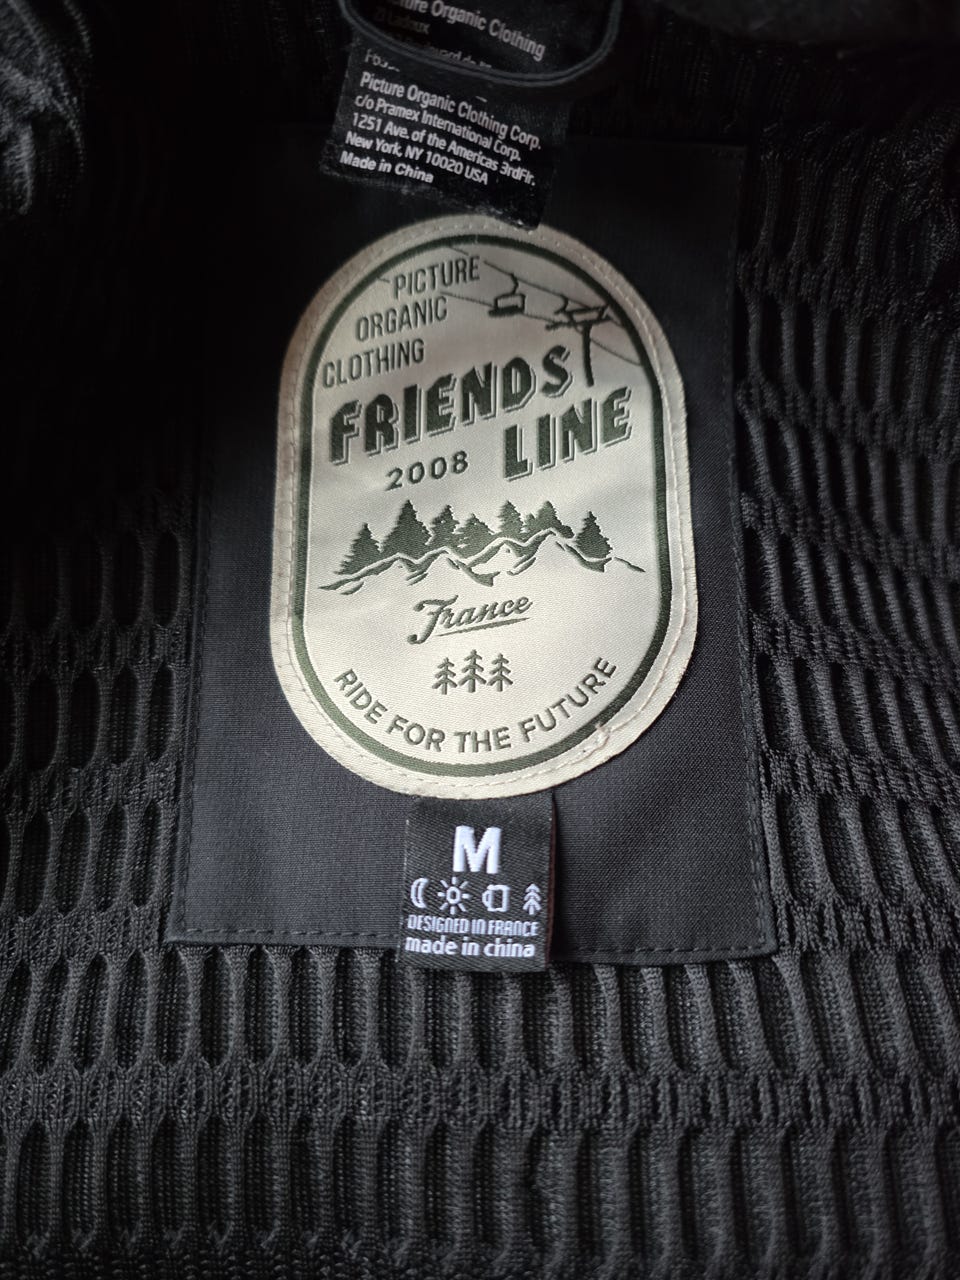 Organic Clothing
Picture Organic Clothing Corp.
c/o Pramex International Corp.
1251 Ave. of the Americas 3rdFlr.
New York, NY 10020 USA
Made in China
PICTURE
ORGANIC
CLOTHING
FRIENDS
LINE
2008
France
RIDE FOR THE FUTURE
M
DESIGNED IN FRANCE
made in china